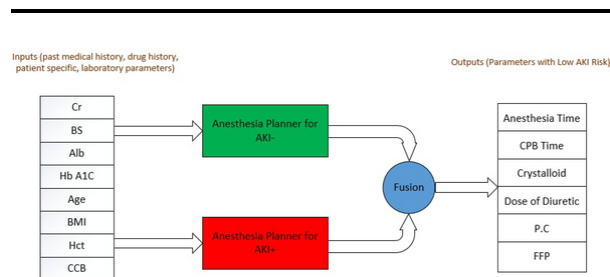 Inputs (past medical history, drug history,
patient specific, laboratory parameters)
Outputs (Parameters with Low AKI Risk)
Cr
BS
Alb
Hb A1C
Age
BMI
Hct
CCB
Anesthesia Planner for
AKI-
Anesthesia Planner for
AKI+
Fusion
Anesthesia Time
CPB Time
Crystalloid
Dose of Diuretic
P.C
FFP